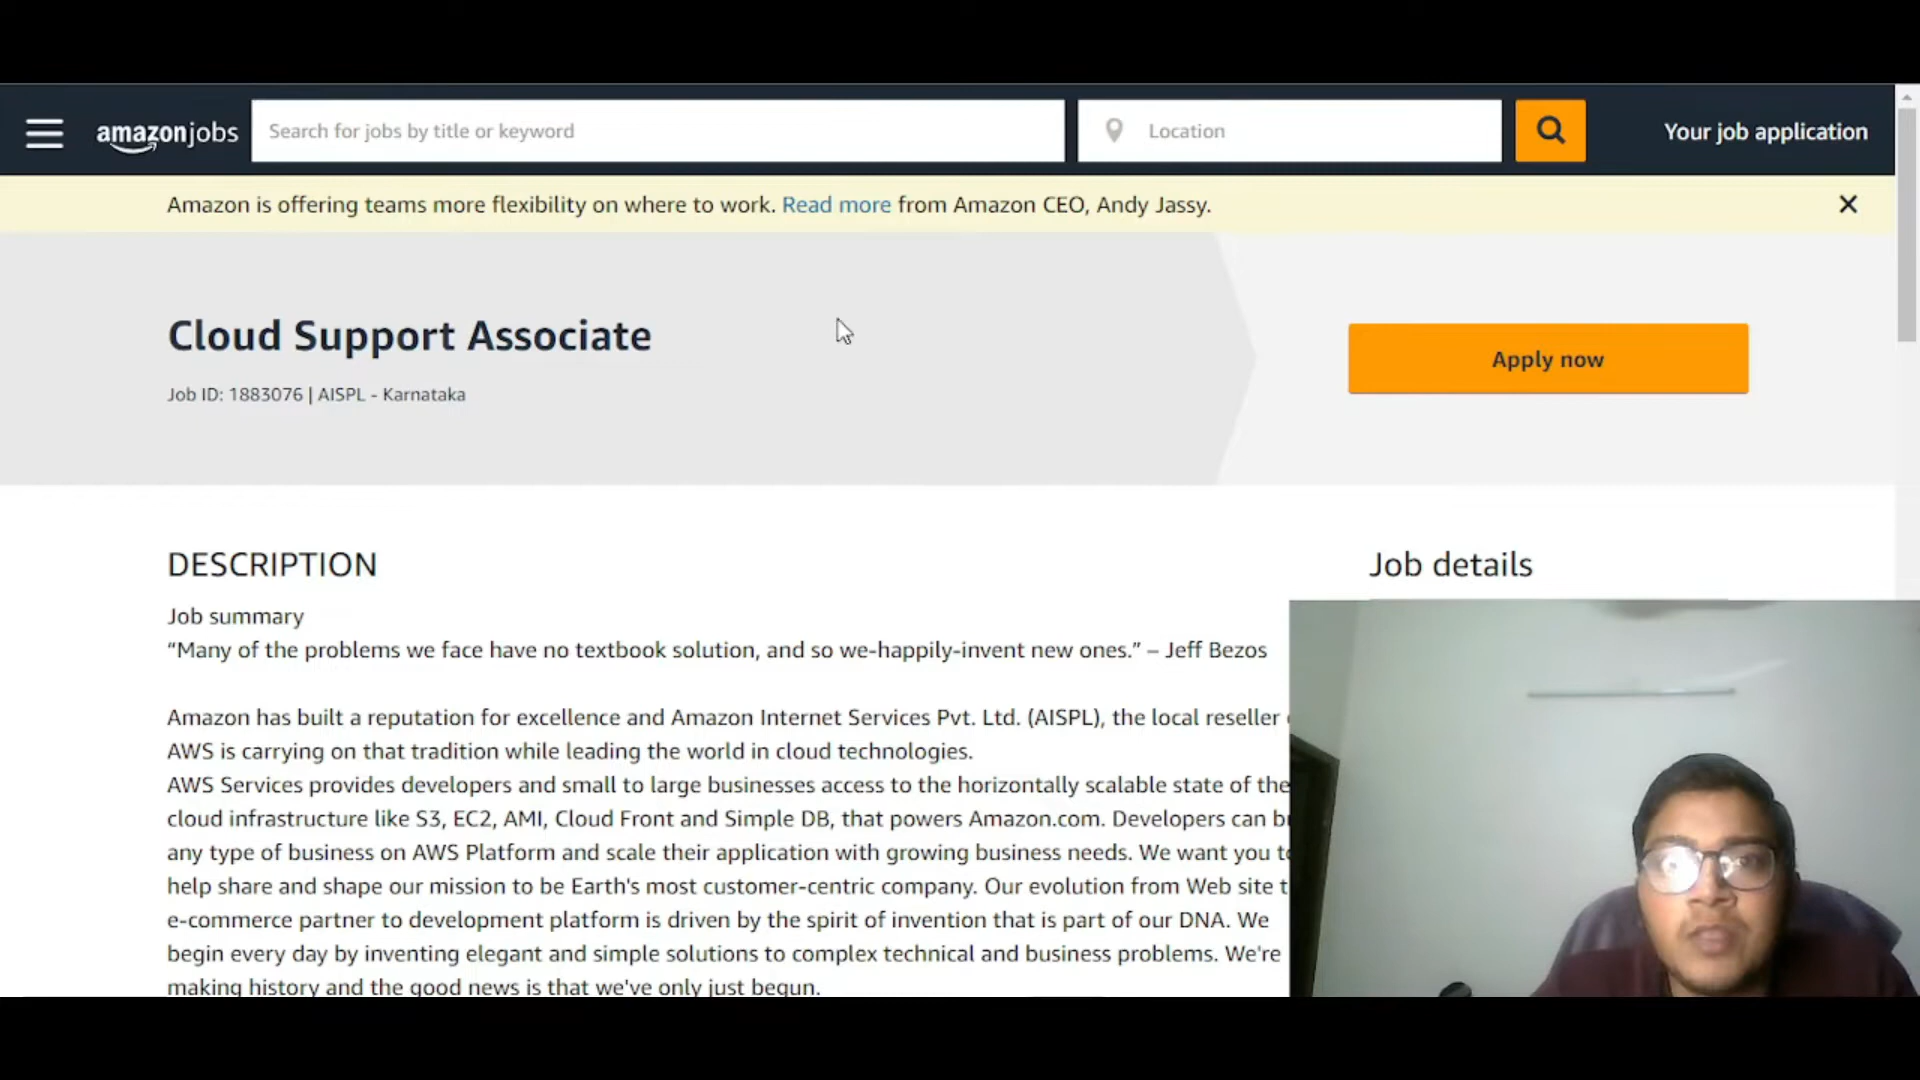 amazonjobs
Search for jobs by title or keyword
Location
Your job application
Amazon is offering teams more flexibility on where to work. Read more from Amazon CEO, Andy Jassy.
Cloud Support Associate
Job ID: 1883076 | AISPL - Karnataka
Apply now
DESCRIPTION
Job details
Job summary
“Many of the problems we face have no textbook solution, and so we-happily-invent new ones.” – Jeff Bezos
Amazon has built a reputation for excellence and Amazon Internet Services Pvt. Ltd. (AISPL), the local reseller
AWS is carrying on that tradition while leading the world in cloud technologies.
AWS Services provides developers and small to large businesses access to the horizontally scalable state of the
cloud infrastructure like S3, EC2, AMI, Cloud Front and Simple DB, that powers Amazon.com. Developers can
any type of business on AWS Platform and scale their application with growing business needs. We want you
help share and shape our mission to be Earth's most customer-centric company. Our evolution from Web site
e-commerce partner to development platform is driven by the spirit of invention that is part of our DNA. We
begin every day by inventing elegant and simple solutions to complex technical and business problems. We're
making history and the good news is that we've only just begun.